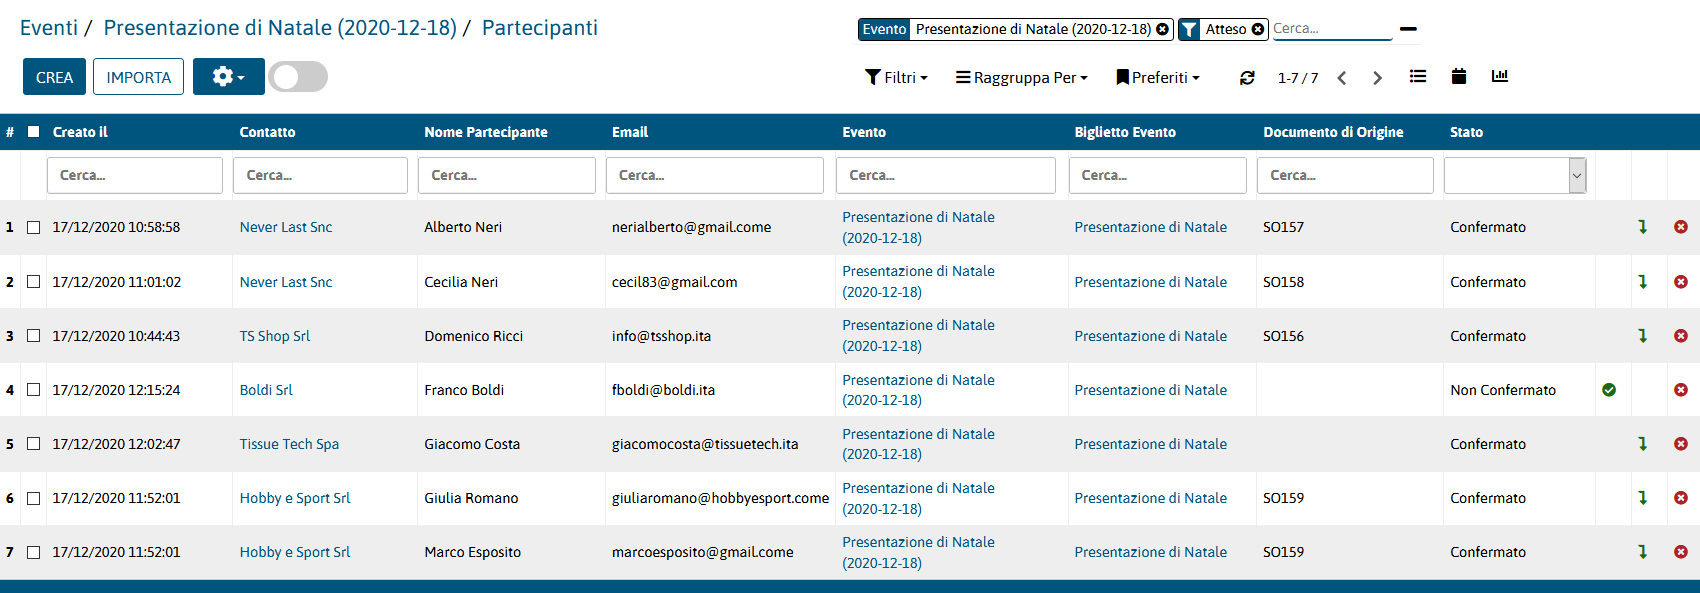 Eventi / Presentazione di Natale (2020-12-18) / Partecipanti
Evento Presentazione di Natale (2020-12-18) Atteso Cerca...
CREA IMPORTA Filtri Raggruppa Per Preferiti 1-7 / 7
# Creato il Contatto Nome Partecipante Email Evento Biglietto Evento Documento di Origine Stato
Cerca... Cerca... Cerca... Cerca... Cerca... Cerca... Cerca...
1 17/12/2020 10:58:58 Never Last Snc Alberto Neri nerialberto@gmail.come Presentazione di Natale Presentazione di Natale SO157 Confermato
(2020-12-18)
2 17/12/2020 11:01:02 Never Last Snc Cecilia Neri cecil83@gmail.com Presentazione di Natale Presentazione di Natale SO158 Confermato
(2020-12-18)
3 17/12/2020 10:44:43 TS Shop Srl Domenico Ricci info@tsshop.ita Presentazione di Natale Presentazione di Natale SO156 Confermato
(2020-12-18)
4 17/12/2020 12:15:24 Boldi Srl Franco Boldi fboldi@boldi.ita Presentazione di Natale Presentazione di Natale Non Confermato
(2020-12-18)
5 17/12/2020 12:02:47 Tissue Tech Spa Giacomo Costa giacomocosta@tissuetech.ita Presentazione di Natale Presentazione di Natale Confermato
(2020-12-18)
6 17/12/2020 11:52:01 Hobby e Sport Srl Giulia Romano giuliaromano@hobbyesport.come Presentazione di Natale Presentazione di Natale SO159 Confermato
(2020-12-18)
7 17/12/2020 11:52:01 Hobby e Sport Srl Marco Esposito marcoesposito@gmail.come Presentazione di Natale Presentazione di Natale SO159 Confermato
(2020-12-18)